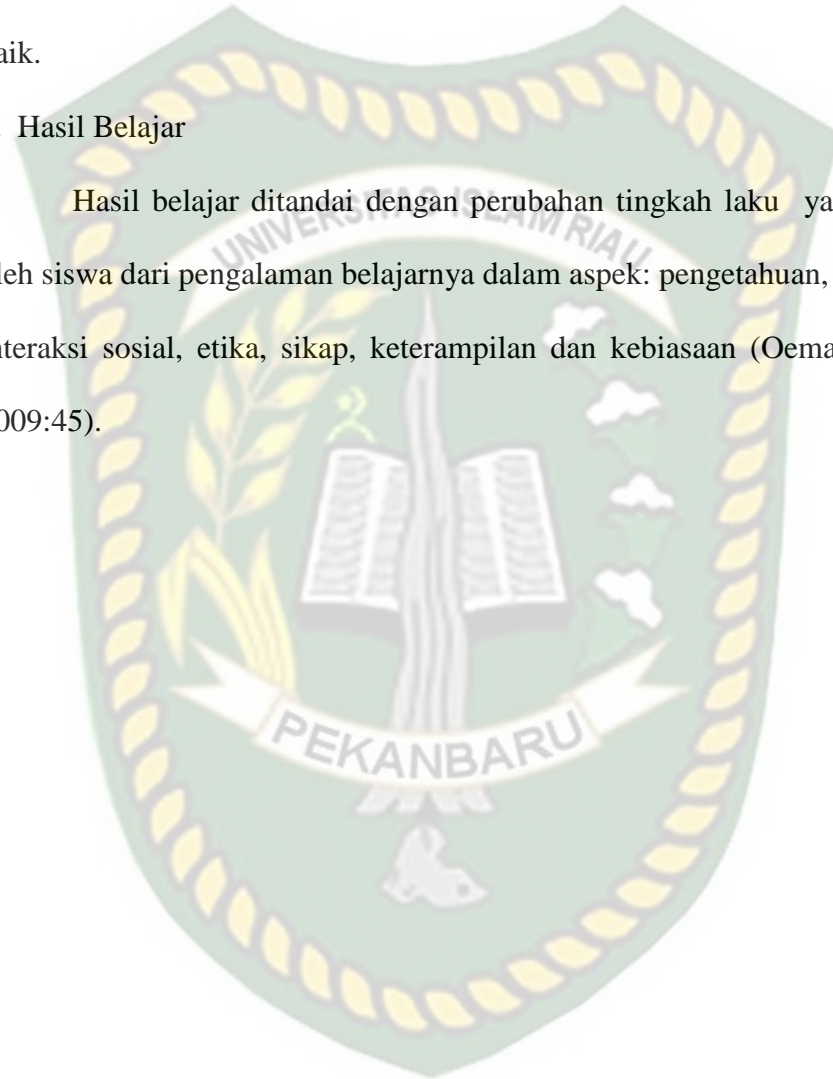 aik.
. Hasil Belajar
Hasil belajar ditandai dengan perubahan tingkah laku ya
leh siswa dari pengalaman belajarnya dalam aspek: pengetahuan,
nteraksi sosial, etika, sikap, keterampilan dan kebiasaan (Oema
009:45).
UNIVERSITAS ISLAM RIAU
PEKANBARU